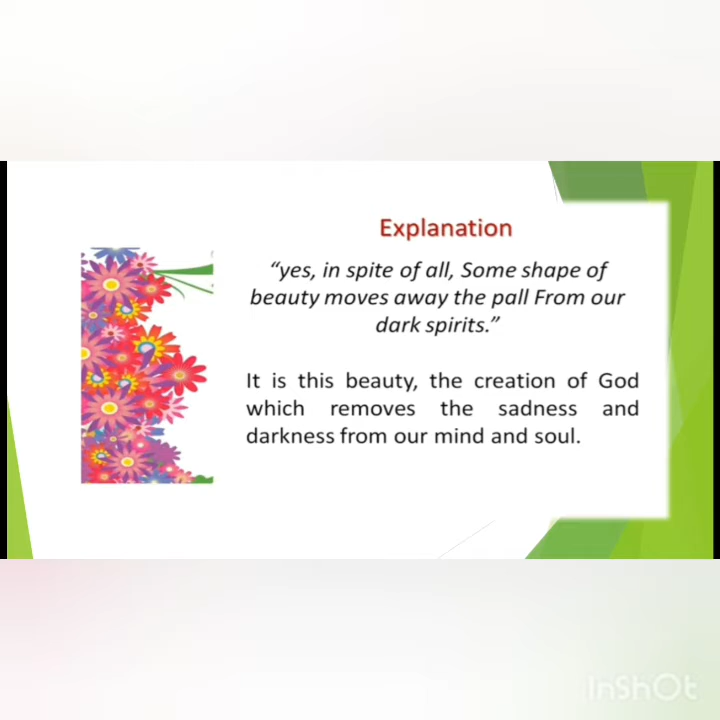 Explanation
“yes, in spite of all, Some shape of
beauty moves away the pall From our
dark spirits.”
It is this beauty, the creation of God
which removes the sadness and
darkness from our mind and soul.
InShOt